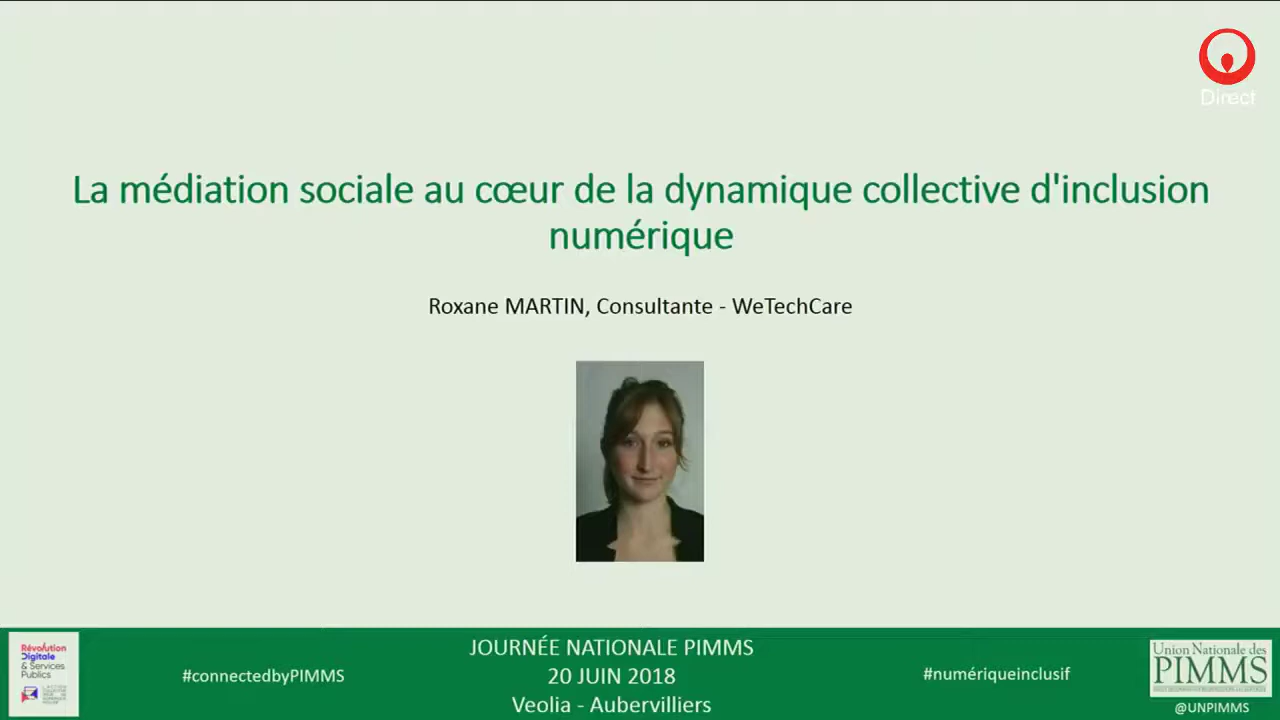 Direct
La médiation sociale au cœur de la dynamique collective d'inclusion
numérique
Roxane MARTIN, Consultante - WeTechCare
Révolution
Digitale
& Services
Publics
#connectedbyPIMMS
JOURNÉE NATIONALE PIMMS
20 JUIN 2018
Veolia - Aubervilliers
#numériqueinclusif
Union Nationale des
PIMMS
@UNPIMMS